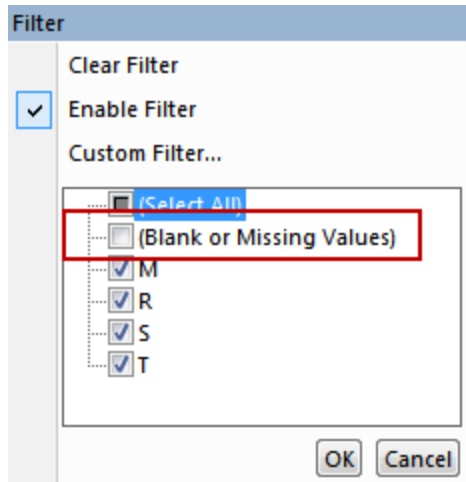 Filter
Clear Filter
Enable Filter
Custom Filter...
(Select All)
(Blank or Missing Values)
M
R
S
T
OK Cancel